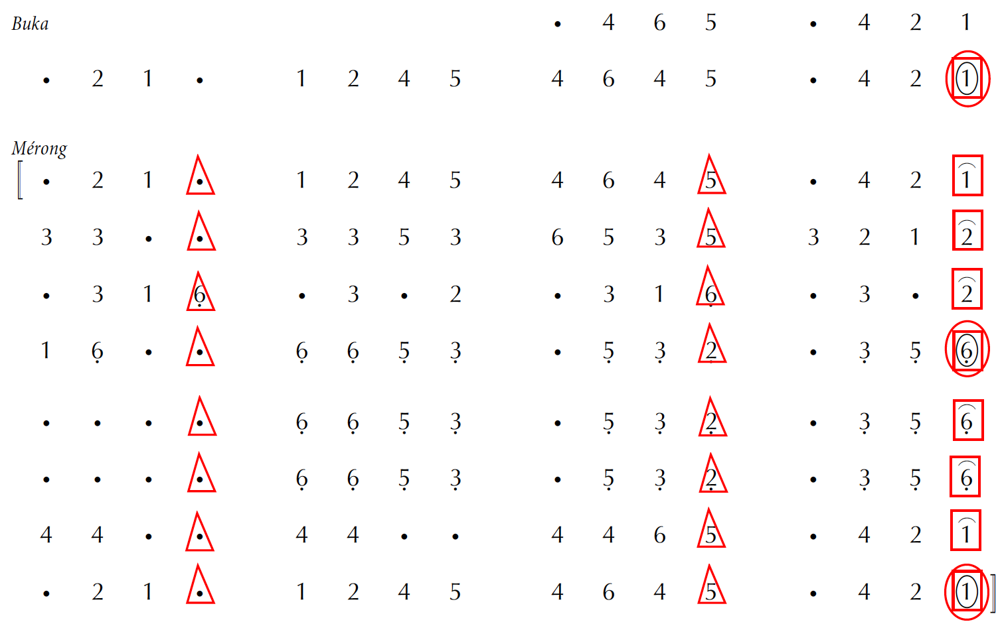 Buka
• 4 6 5 • 4 2 1
• 2 1 • 1 2 4 5 4 6 4 5 • 4 2 1
Mérong
[ • 2 1 • 1 2 4 5 4 6 4 5 • 4 2 1
3 3 • • 3 3 5 3 6 5 3 5 3 2 1 2
• 3 1 6̣ • 3 • 2 • 3 1 6̣ • 3 • 2
1 6̣ • • 6̣ 6̣ 5̣ 3̣ • 5̣ 3̣ 2̣ • 3̣ 5̣ 6̣
• • • • 6̣ 6̣ 5̣ 3̣ • 5̣ 3̣ 2̣ • 3̣ 5̣ 6̣
• • • • 6̣ 6̣ 5̣ 3̣ • 5̣ 3̣ 2̣ • 3̣ 5̣ 6̣
4 4 • • 4 4 • • 4 4 6 5 • 4 2 1
• 2 1 • 1 2 4 5 4 6 4 5 • 4 2 1 ]